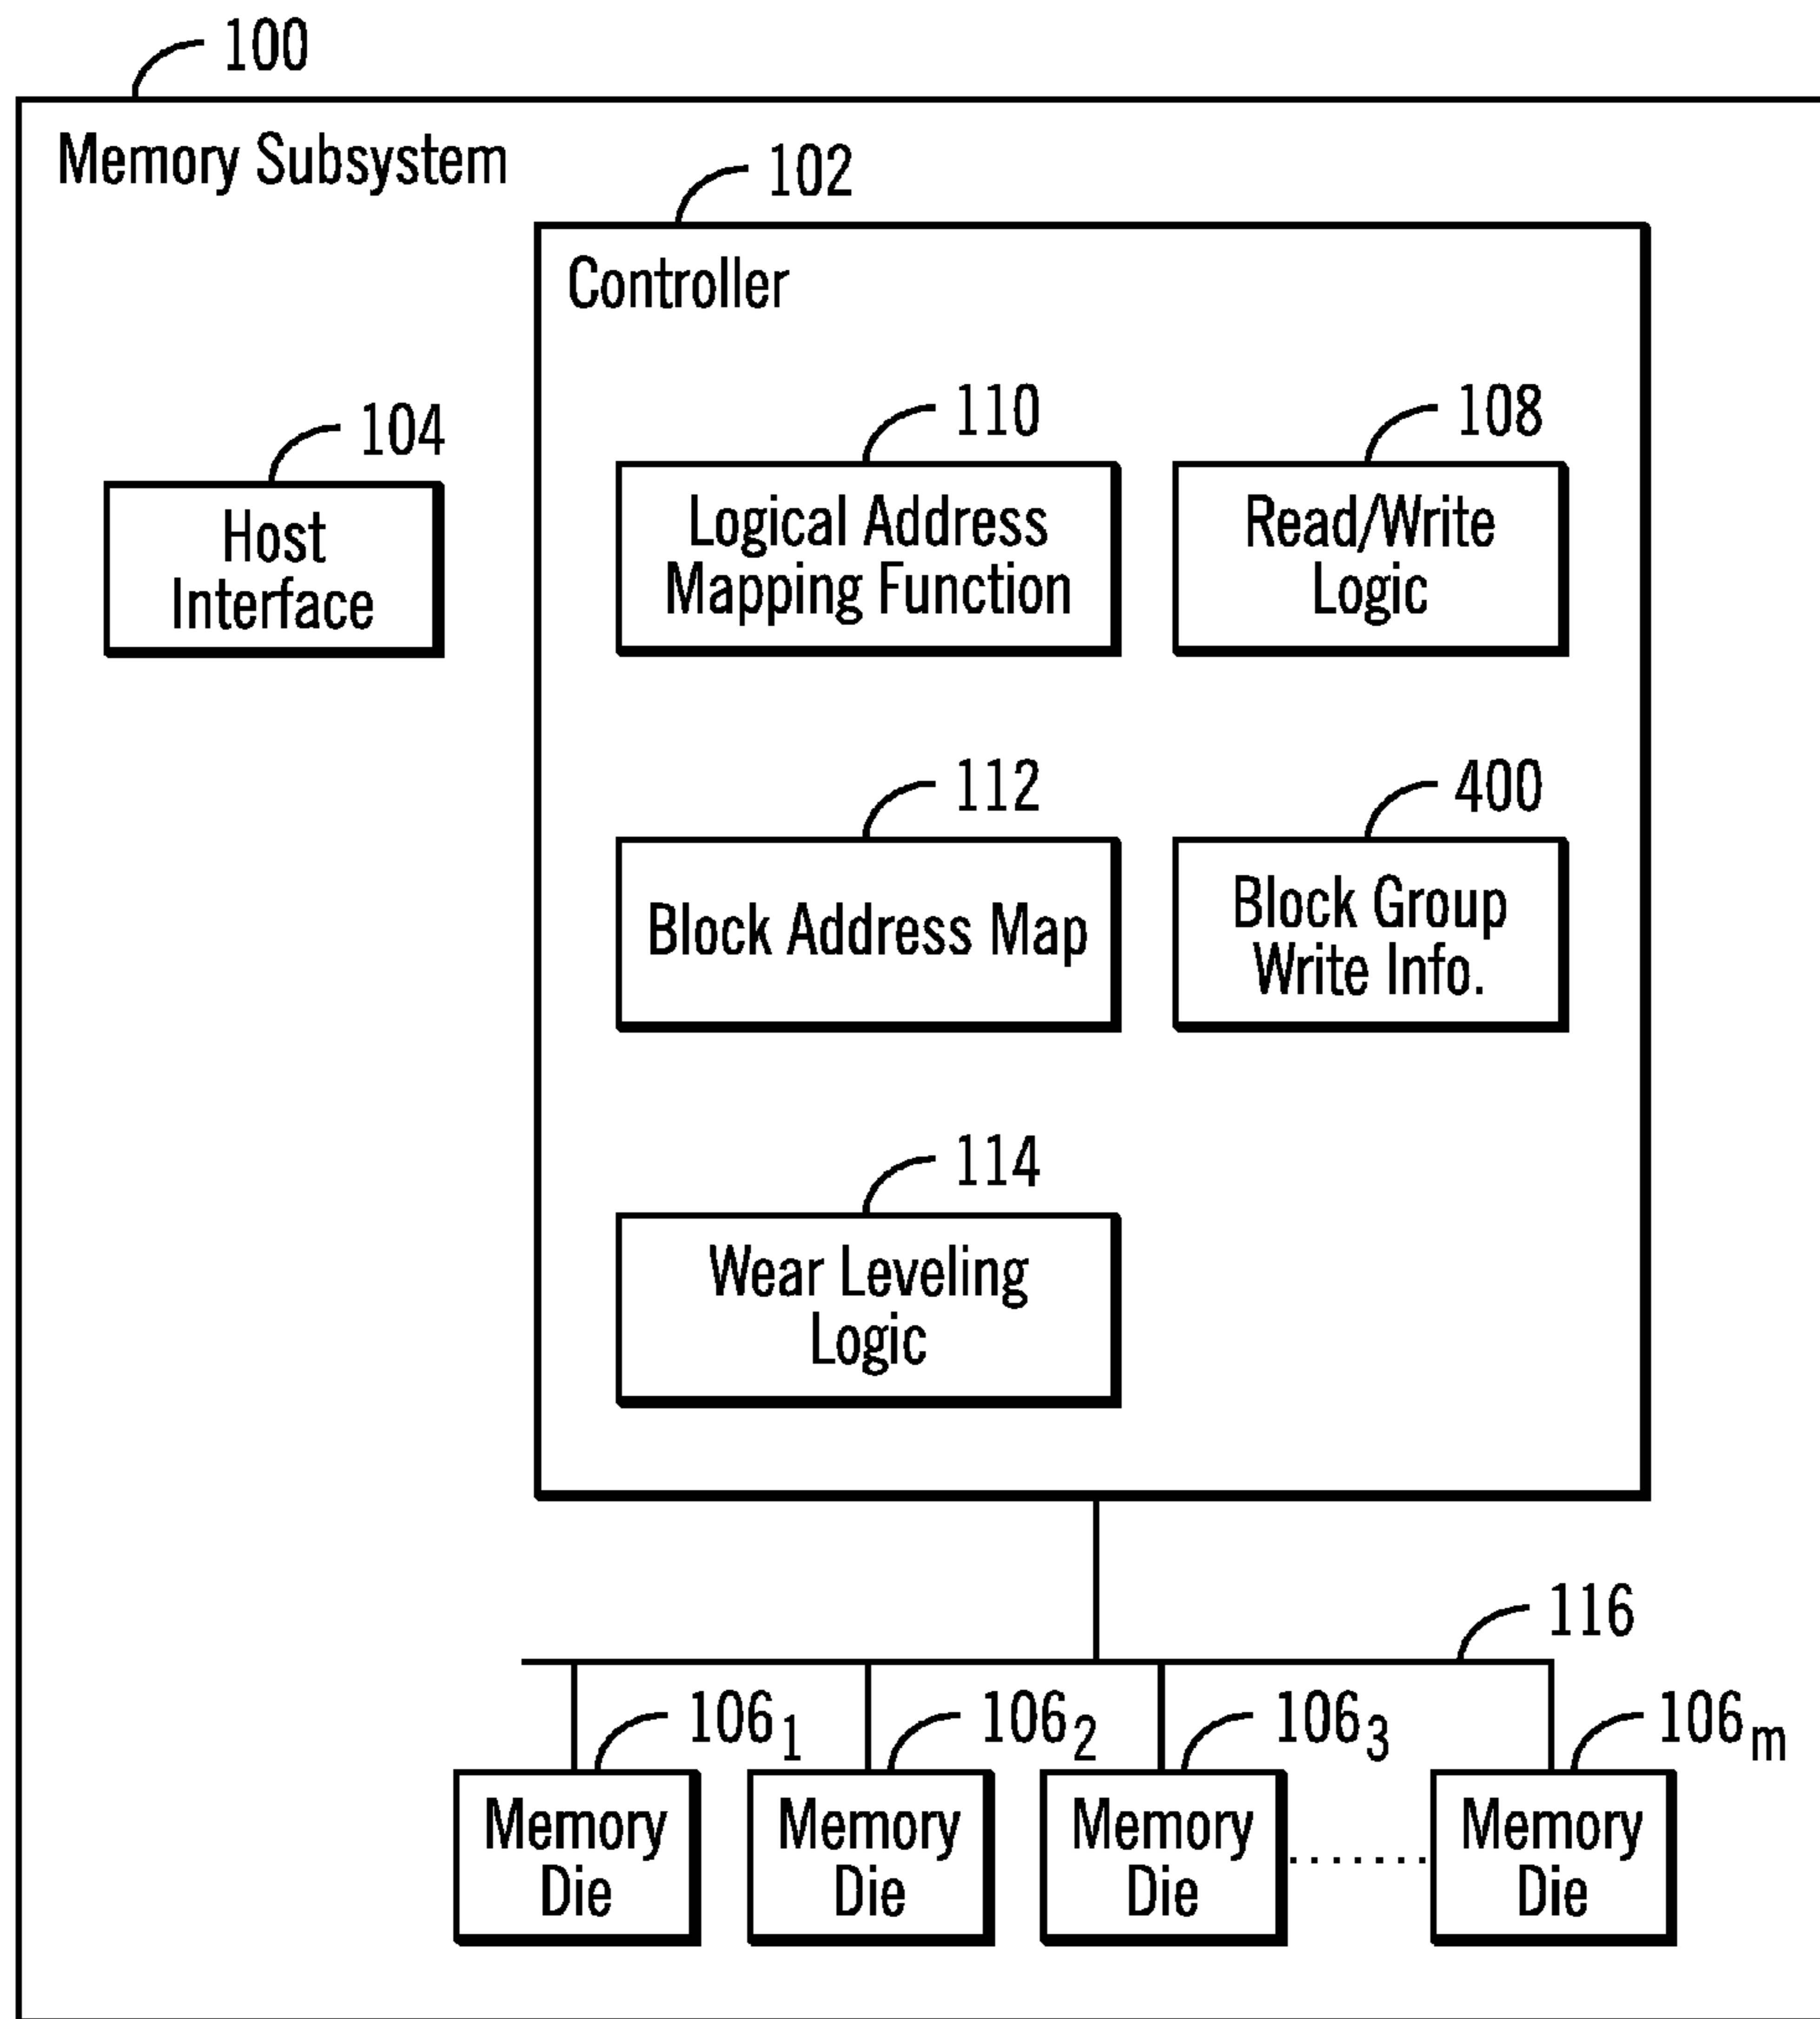 100
Memory Subsystem
102
Controller
104
Host
Interface
110
Logical Address
Mapping Function
108
Read/Write
Logic
112
Block Address Map
400
Block Group
Write Info.
114
Wear Leveling
Logic
116
106₁
Memory
Die
106₂
Memory
Die
106₃
Memory
Die
.......
106ₘ
Memory
Die